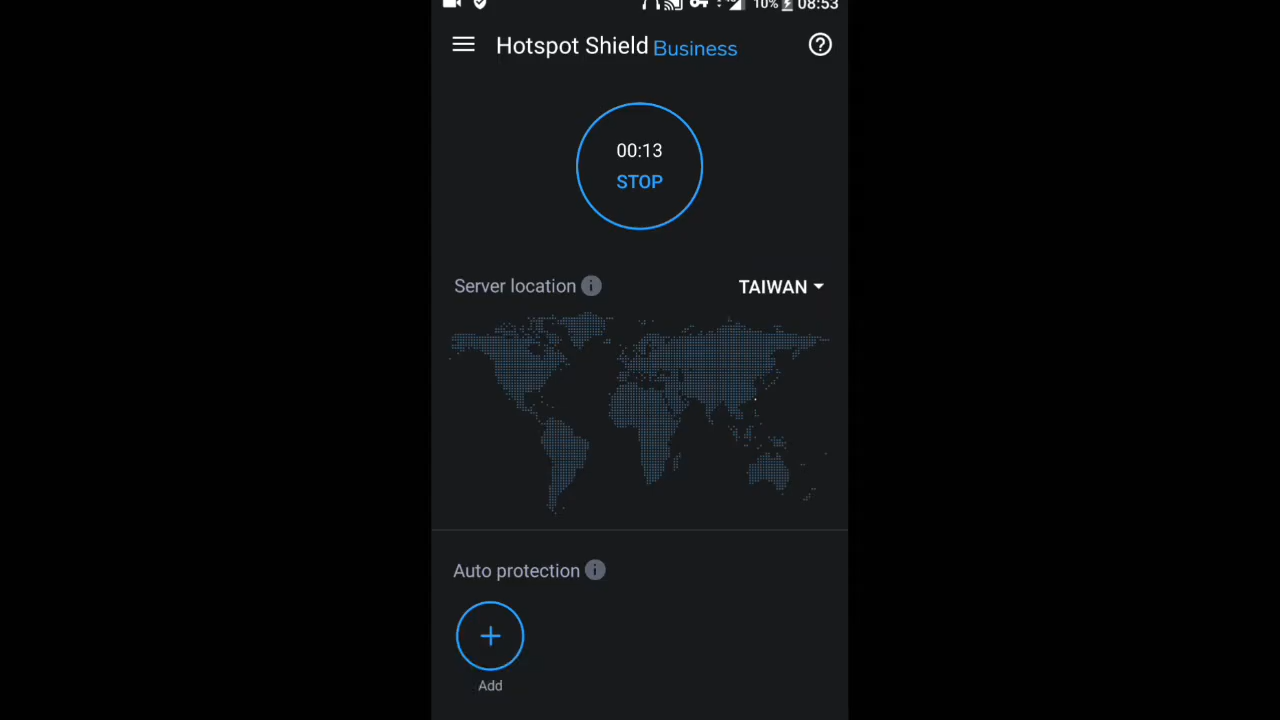 10% 08:53
Hotspot Shield Business
00:13
STOP
Server location TAIWAN
Auto protection
Add